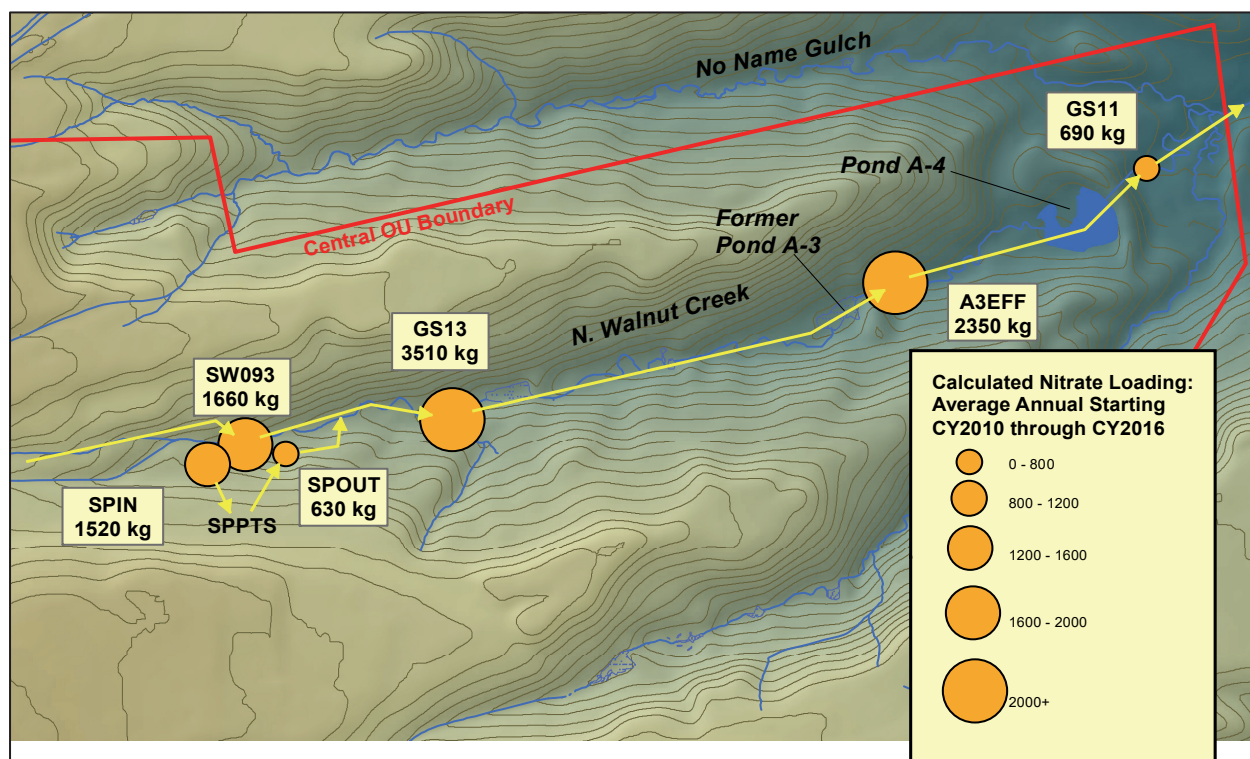 No Name Gulch
GS11
690 kg
Pond A-4
Central OU Boundary
Former
Pond A-3
A3EFF
2350 kg
N. Walnut Creek
GS13
3510 kg
SW093
1660 kg
SPIN
1520 kg
SPPTS
SPOUT
630 kg
Calculated Nitrate Loading:
Average Annual Starting
CY2010 through CY2016
0 - 800
800 - 1200
1200 - 1600
1600 - 2000
2000+